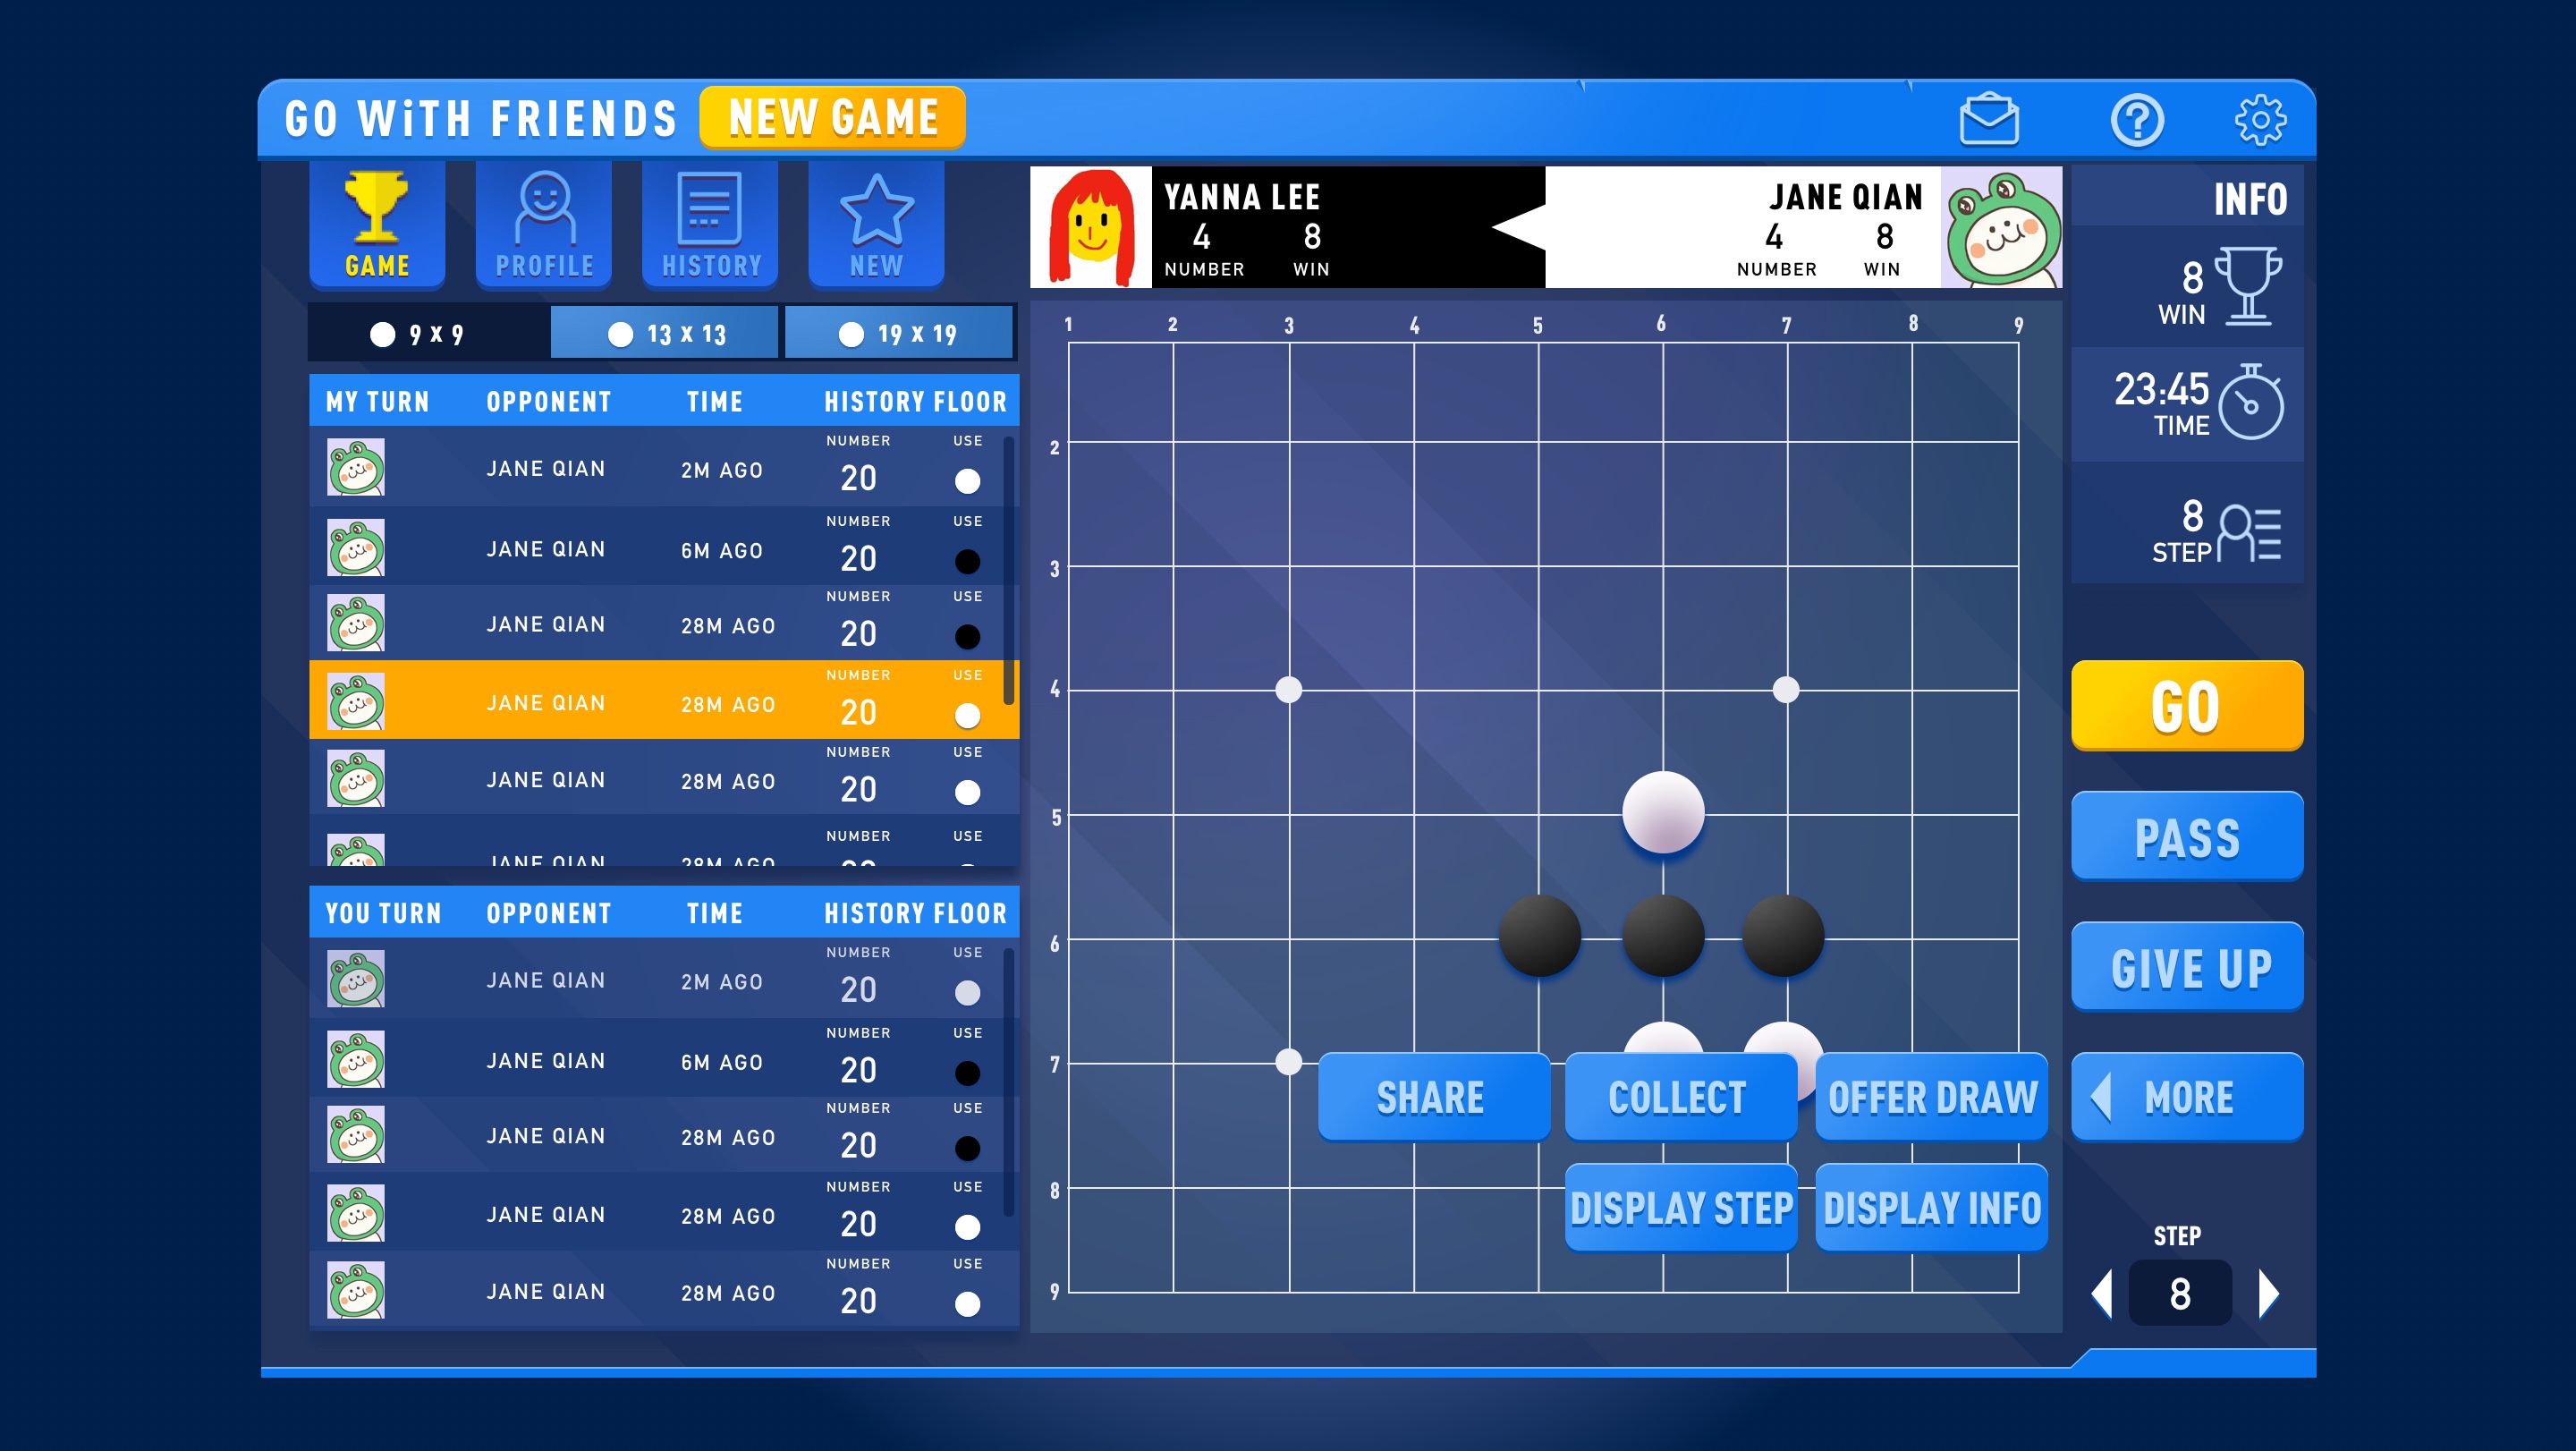 GO WiTH FRIENDS
NEW GAME
GAME
PROFILE
HISTORY
NEW
9 X 9
13 X 13
19 X 19
MY TURN OPPONENT TIME HISTORY FLOOR
NUMBER USE
JANE QIAN 2M AGO 20
NUMBER USE
JANE QIAN 6M AGO 20
NUMBER USE
JANE QIAN 28M AGO 20
NUMBER USE
JANE QIAN 28M AGO 20
NUMBER USE
JANE QIAN 28M AGO 20
NUMBER USE
JANE QIAN 28M AGO
YOU TURN OPPONENT TIME HISTORY FLOOR
NUMBER USE
JANE QIAN 2M AGO 20
NUMBER USE
JANE QIAN 6M AGO 20
NUMBER USE
JANE QIAN 28M AGO 20
NUMBER USE
JANE QIAN 28M AGO 20
NUMBER USE
JANE QIAN 28M AGO 20
YANNA LEE
4 8
NUMBER WIN
JANE QIAN
4 8
NUMBER WIN
1 2 3 4 5 6 7 8 9
2
3
4
5
6
7
8
9
SHARE
COLLECT
OFFER DRAW
DISPLAY STEP
DISPLAY INFO
INFO
8
WIN
23:45
TIME
8
STEP
GO
PASS
GIVE UP
MORE
STEP
8